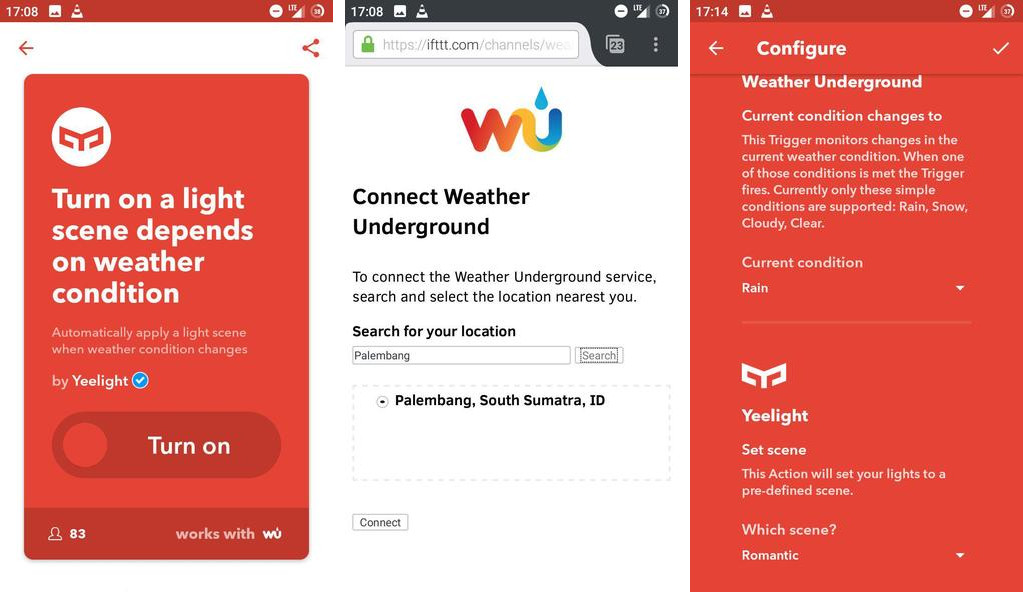 17:08
LTE
38
Turn on a light
scene depends
on weather
condition
Automatically apply a light scene
when weather condition changes
by Yeelight
Turn on
83
works with wu
17:08
LTE
37
https://ifttt.com/channels/wea
23
wu
Connect Weather
Underground
To connect the Weather Underground service,
search and select the location nearest you.
Search for your location
Palembang
Search
Palembang, South Sumatra, ID
Connect
17:14
LTE
37
Configure
Weather Underground
Current condition changes to
This Trigger monitors changes in the
current weather condition. When one
of those conditions is met the Trigger
fires. Currently only these simple
conditions are supported: Rain, Snow,
Cloudy, Clear.
Current condition
Rain
Yeelight
Set scene
This Action will set your lights to a
pre-defined scene.
Which scene?
Romantic